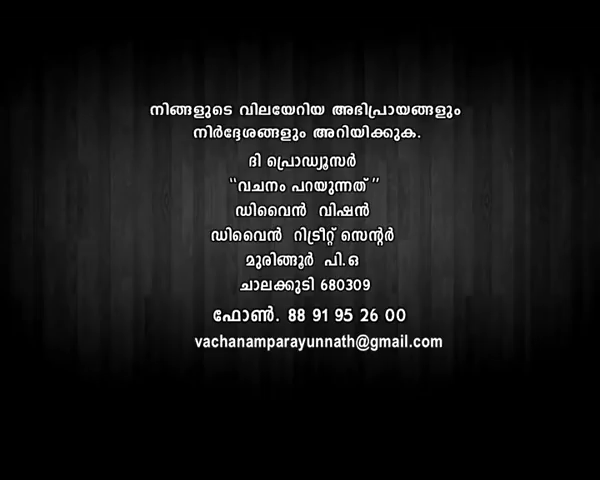 നിങ്ങളുടെ വിലയേറിയ അഭിപ്രായങ്ങളും
നിർദ്ദേശങ്ങളും അറിയിക്കുക.
ദി പ്രൊഡ്യൂസർ
“വചനം പറയുന്നത് ”
ഡിവൈൻ വിഷൻ
ഡിവൈൻ റിട്രീറ്റ് സെന്റർ
മുരിങ്ങൂർ പി.ഒ
ചാലക്കുടി 680309
ഫോൺ. 88 91 95 26 00
vachanamparayunnath@gmail.com